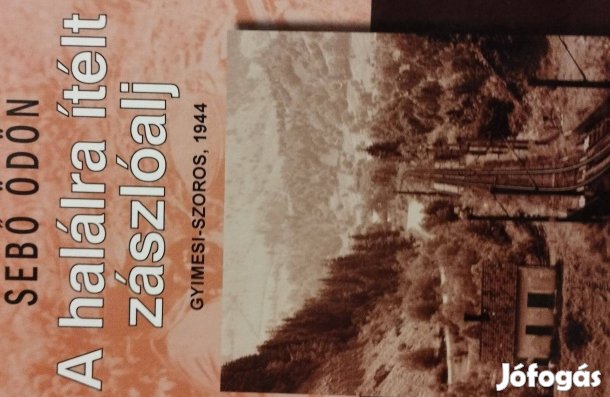 SEBŐ ÖDÖN
A halálra ítélt
zászlóalj
GYIMESI-SZOROS, 1944
Jófogás